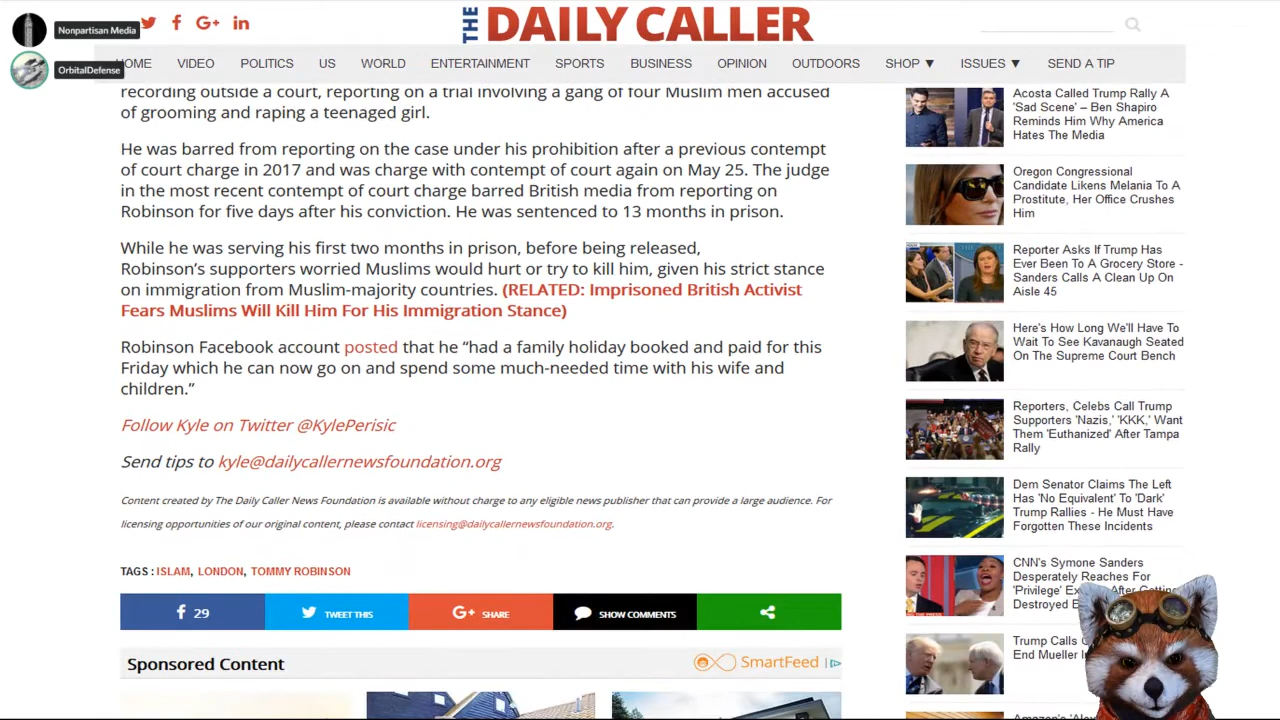 Nonpartisan Media
OrbitalDefense
THE DAILY CALLER
HOME VIDEO POLITICS US WORLD ENTERTAINMENT SPORTS BUSINESS OPINION OUTDOORS SHOP ▼ ISSUES ▼ SEND A TIP
recording outside a court, reporting on a trial involving a gang of four Muslim men accused
of grooming and raping a teenaged girl.
He was barred from reporting on the case under his prohibition after a previous contempt
of court charge in 2017 and was charge with contempt of court again on May 25. The judge
in the most recent contempt of court charge barred British media from reporting on
Robinson for five days after his conviction. He was sentenced to 13 months in prison.
While he was serving his first two months in prison, before being released,
Robinson's supporters worried Muslims would hurt or try to kill him, given his strict stance
on immigration from Muslim-majority countries. (RELATED: Imprisoned British Activist
Fears Muslims Will Kill Him For His Immigration Stance)
Robinson Facebook account posted that he “had a family holiday booked and paid for this
Friday which he can now go on and spend some much-needed time with his wife and
children.”
Follow Kyle on Twitter @KylePerisic
Send tips to kyle@dailycallernewsfoundation.org
Content created by The Daily Caller News Foundation is available without charge to any eligible news publisher that can provide a large audience. For
licensing opportunities of our original content, please contact licensing@dailycallernewsfoundation.org.
TAGS : ISLAM, LONDON, TOMMY ROBINSON
29 TWEET THIS G+ SHARE SHOW COMMENTS
Sponsored Content
SmartFeed
Acosta Called Trump Rally A
'Sad Scene' – Ben Shapiro
Reminds Him Why America
Hates The Media
Oregon Congressional
Candidate Likens Melania To A
Prostitute, Her Office Crushes
Him
Reporter Asks If Trump Has
Ever Been To A Grocery Store -
Sanders Calls A Clean Up On
Aisle 45
Here's How Long We'll Have To
Wait To See Kavanaugh Seated
On The Supreme Court Bench
Reporters, Celebs Call Trump
Supporters 'Nazis,' 'KKK,' Want
Them 'Euthanized' After Tampa
Rally
Dem Senator Claims The Left
Has 'No Equivalent' To 'Dark'
Trump Rallies - He Must Have
Forgotten These Incidents
CNN's Symone Sanders
Desperately Reaches For
'Privilege' After Getting
Destroyed
Trump Calls
End Mueller
Amazon's